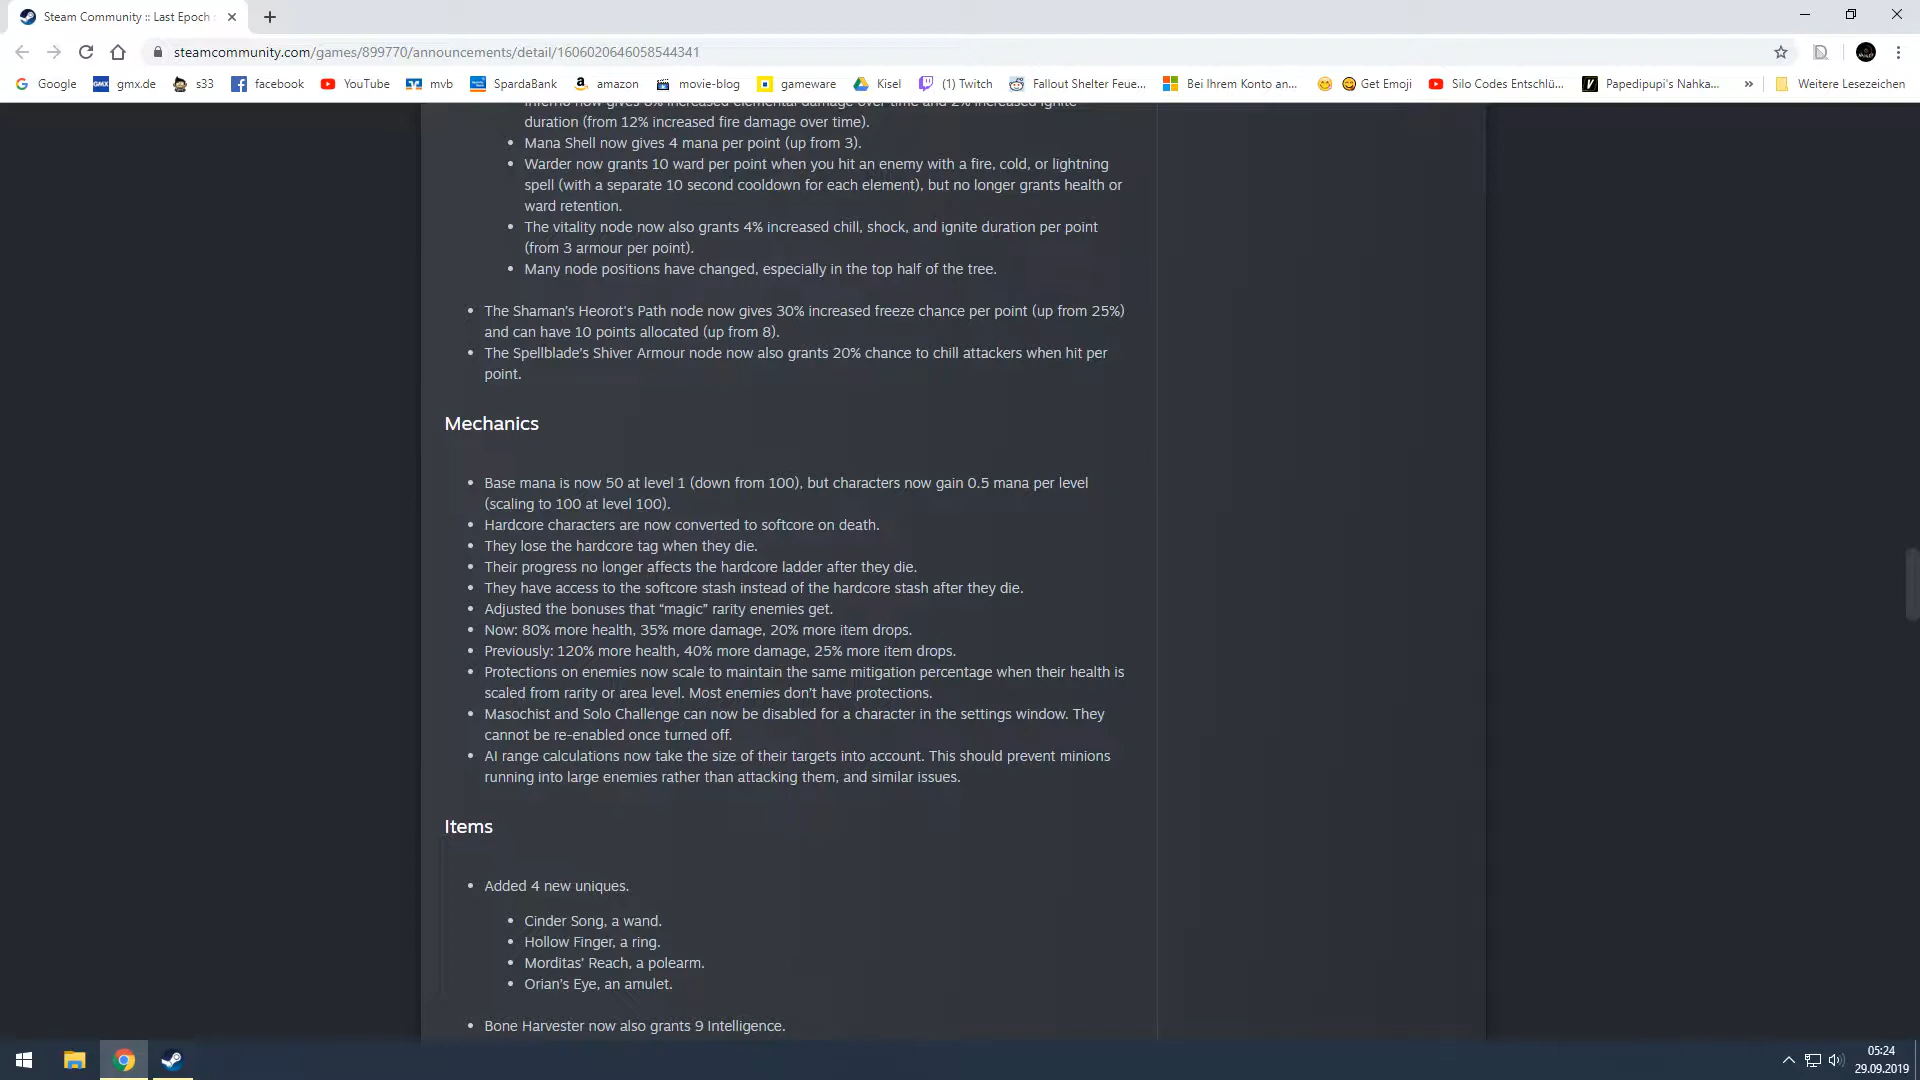 Steam Community :: Last Epoch
steamcommunity.com/games/899770/announcements/detail/1606020646058544341
Google gmx.de s33 facebook YouTube mvb SpardaBank amazon movie-blog gameware Kisel (1) Twitch Fallout Shelter Feue... Bei Ihrem Konto an... Get Emoji Silo Codes Entschlü... Papedipupi's Nahka... » Weitere Lesezeichen
Inferno now gives 8% increased elemental damage over time and 2% increased ignite
duration (from 12% increased fire damage over time).
• Mana Shell now gives 4 mana per point (up from 3).
• Warder now grants 10 ward per point when you hit an enemy with a fire, cold, or lightning
spell (with a separate 10 second cooldown for each element), but no longer grants health or
ward retention.
• The vitality node now also grants 4% increased chill, shock, and ignite duration per point
(from 3 armour per point).
• Many node positions have changed, especially in the top half of the tree.
• The Shaman's Heorot's Path node now gives 30% increased freeze chance per point (up from 25%)
and can have 10 points allocated (up from 8).
• The Spellblade's Shiver Armour node now also grants 20% chance to chill attackers when hit per
point.
Mechanics
• Base mana is now 50 at level 1 (down from 100), but characters now gain 0.5 mana per level
(scaling to 100 at level 100).
• Hardcore characters are now converted to softcore on death.
• They lose the hardcore tag when they die.
• Their progress no longer affects the hardcore ladder after they die.
• They have access to the softcore stash instead of the hardcore stash after they die.
• Adjusted the bonuses that “magic” rarity enemies get.
• Now: 80% more health, 35% more damage, 20% more item drops.
• Previously: 120% more health, 40% more damage, 25% more item drops.
• Protections on enemies now scale to maintain the same mitigation percentage when their health is
scaled from rarity or area level. Most enemies don't have protections.
• Masochist and Solo Challenge can now be disabled for a character in the settings window. They
cannot be re-enabled once turned off.
• AI range calculations now take the size of their targets into account. This should prevent minions
running into large enemies rather than attacking them, and similar issues.
Items
• Added 4 new uniques.
• Cinder Song, a wand.
• Hollow Finger, a ring.
• Morditas' Reach, a polearm.
• Orian's Eye, an amulet.
• Bone Harvester now also grants 9 Intelligence.
05:24
29.09.2019